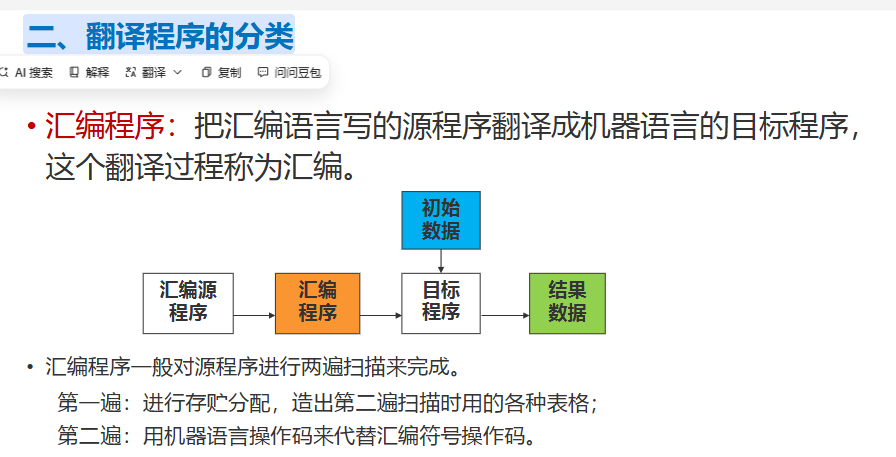 二、翻译程序的分类
AI 搜索 解释 翻译 复制 问问豆包
• 汇编程序：把汇编语言写的源程序翻译成机器语言的目标程序，
这个翻译过程称为汇编。
初始
数据
汇编源
程序
汇编
程序
目标
程序
结果
数据
• 汇编程序一般对源程序进行两遍扫描来完成。
第一遍：进行存贮分配，造出第二遍扫描时用的各种表格；
第二遍：用机器语言操作码来代替汇编符号操作码。